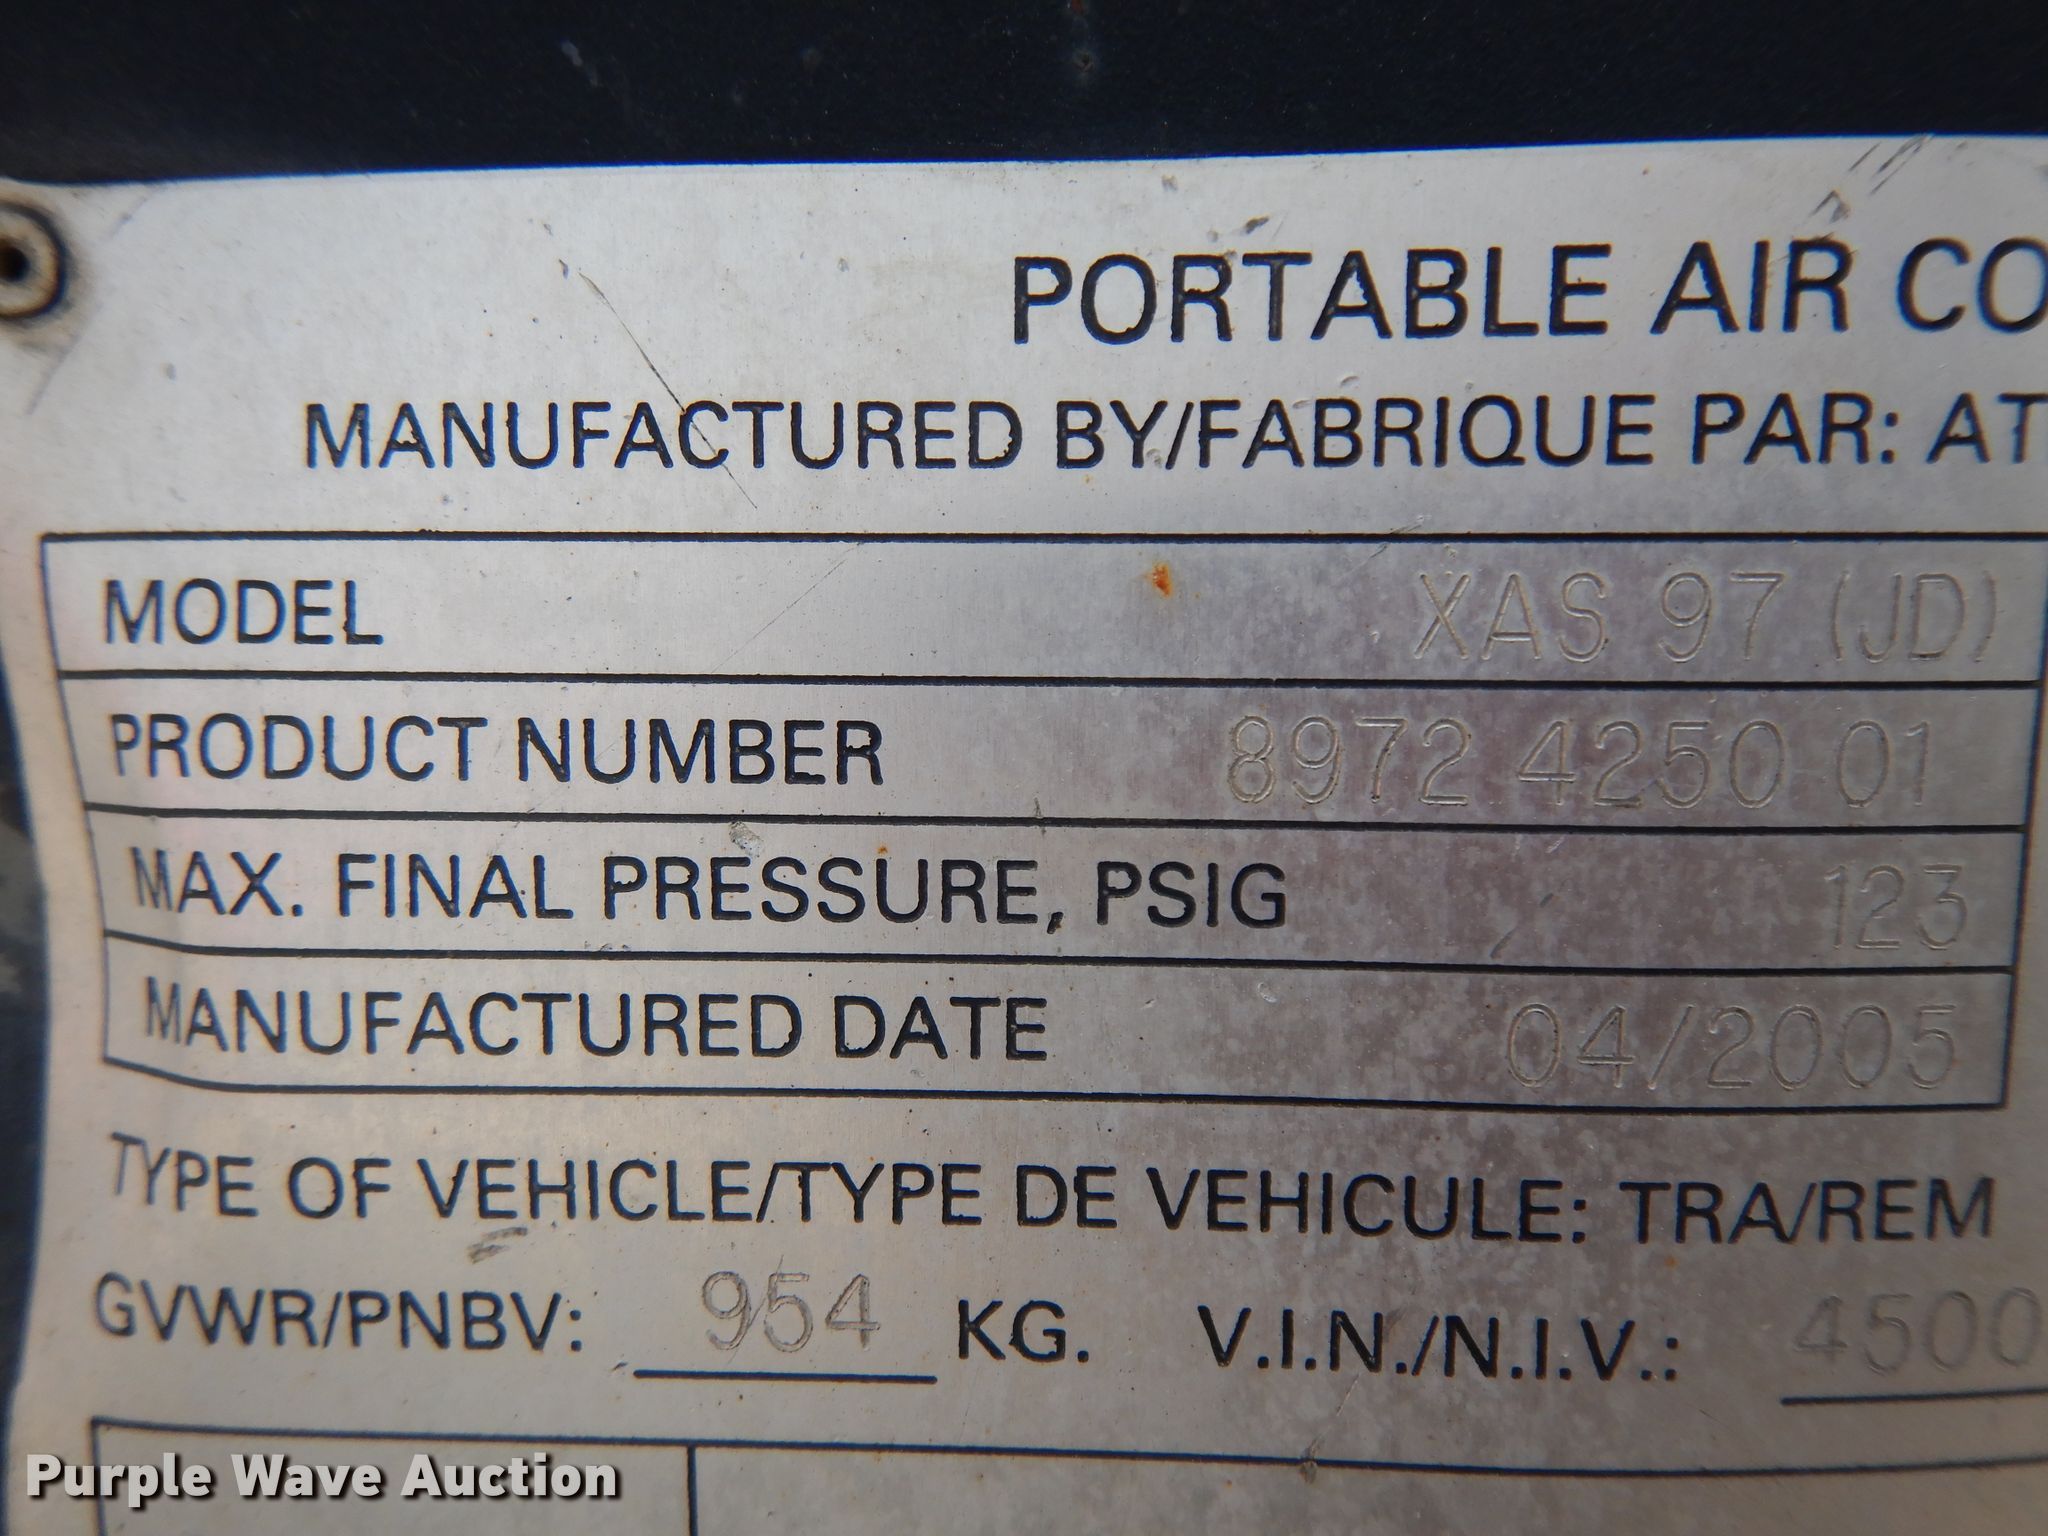 PORTABLE AIR CO
MANUFACTURED BY/FABRIQUE PAR: AT
MODEL XAS 97 (JD)
PRODUCT NUMBER 8972 4250 01
MAX. FINAL PRESSURE, PSIG 123
MANUFACTURED DATE 04/2005
TYPE OF VEHICLE/TYPE DE VEHICULE: TRA/REM
GVWR/PNBV: 954 KG. V.I.N./N.I.V.: 4500
Purple Wave Auction